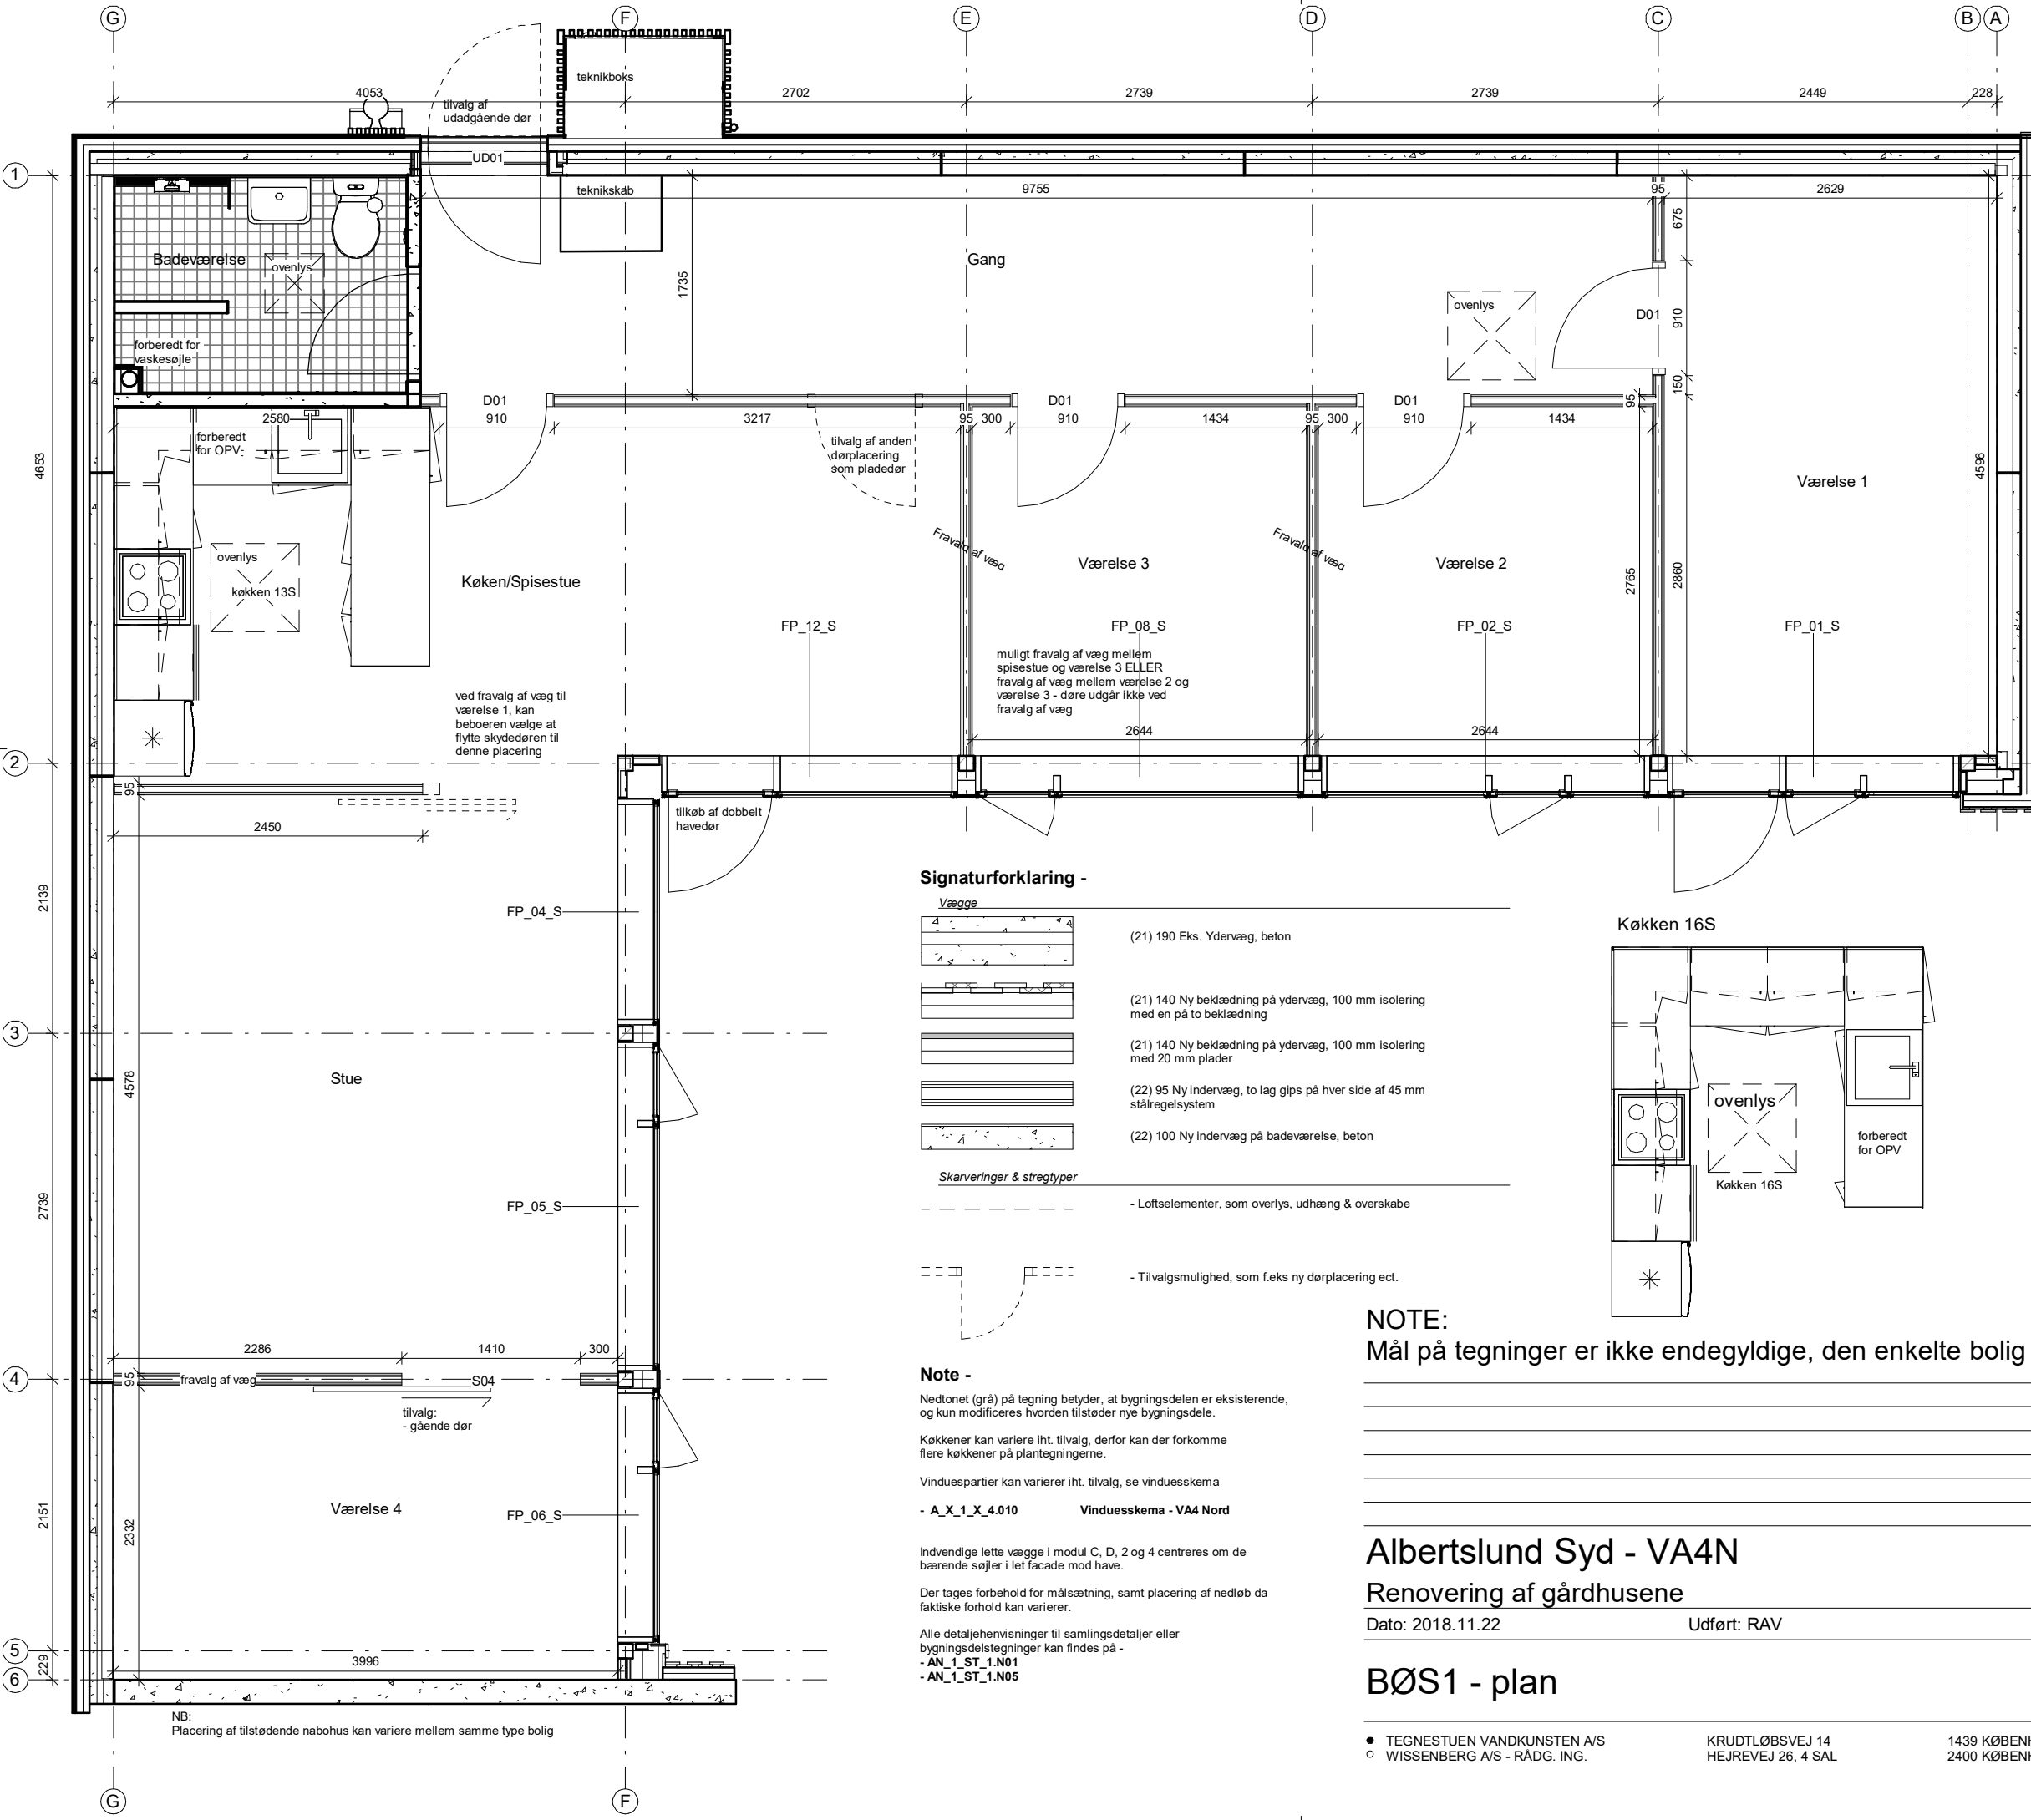 G
F
E
D
C
B
A
4053
2702
2739
2739
2449
228
teknikboks
tilvalg af
udadgående dør
UD01
1
teknikskab
9755
95
2629
675
Badeværelse
ovenlys
1735
Gang
ovenlys
D01
910
forberedt for
vaskesøjle
150
D01
D01
D01
95
2580
910
3217
95
300
910
1434
95
300
910
1434
forberedt
for OPV
tilvalg af anden
dørplacering
som pladedør
4653
4596
Værelse 1
Fravalg af væg
Fravalg af væg
ovenlys
køkken 13S
Køken/Spisestue
Værelse 3
Værelse 2
2765
2860
FP_12_S
FP_08_S
FP_02_S
FP_01_S
muligt fravalg af væg mellem
spisestue og værelse 3 ELLER
fravalg af væg mellem værelse 2 og
værelse 3 - døre udgår ikke ved
fravalg af væg
ved fravalg af væg til
værelse 1, kan
beboeren vælge at
flytte skydedøren til
denne placering
2644
2644
2
95
2450
tilkøb af dobbelt
havedør
2139
FP_04_S
3
Stue
4578
2739
FP_05_S
2286
1410
300
4
95
fravalg af væg
S04
tilvalg:
- gående dør
Værelse 4
FP_06_S
2151
2332
5
229
6
3996
NB:
Placering af tilstødende nabohus kan variere mellem samme type bolig
G
F
Signaturforklaring -
Vægge
(21) 190 Eks. Ydervæg, beton
(21) 140 Ny beklædning på ydervæg, 100 mm isolering
med en på to beklædning
(21) 140 Ny beklædning på ydervæg, 100 mm isolering
med 20 mm plader
(22) 95 Ny indervæg, to lag gips på hver side af 45 mm
stålregelsystem
(22) 100 Ny indervæg på badeværelse, beton
Skarveringer & stregtyper
- Loftselementer, som overlys, udhæng & overskabe
- Tilvalgsmulighed, som f.eks ny dørplacering ect.
Note -
Nedtonet (grå) på tegning betyder, at bygningsdelen er eksisterende,
og kun modificeres hvorden tilstøder nye bygningsdele.
Køkkener kan variere iht. tilvalg, derfor kan der forkomme
flere køkkener på plantegningerne.
Vinduespartier kan varierer iht. tilvalg, se vinduesskema
- A_X_1_X_4.010 Vinduesskema - VA4 Nord
Indvendige lette vægge i modul C, D, 2 og 4 centreres om de
bærende søjler i let facade mod have.
Der tages forbehold for målsætning, samt placering af nedløb da
faktiske forhold kan varierer.
Alle detaljehenvisninger til samlingsdetaljer eller
bygningsdelstegninger kan findes på -
- AN_1_ST_1.N01
- AN_1_ST_1.N05
Køkken 16S
ovenlys
forberedt
for OPV
Køkken 16S
NOTE:
Mål på tegninger er ikke endegyldige, den enkelte bolig
Albertslund Syd - VA4N
Renovering af gårdhusene
Dato: 2018.11.22 Udført: RAV
BØS1 - plan
TEGNESTUEN VANDKUNSTEN A/S KRUDTLØBSVEJ 14 1439
WISSENBERG A/S - RÅDG. ING. HEJREVEJ 26, 4 SAL 2400